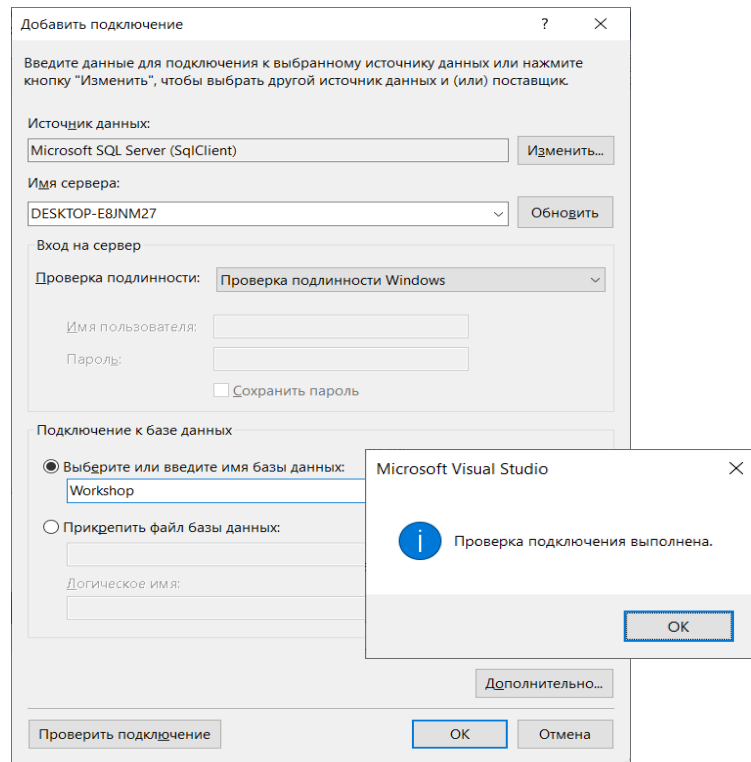 Добавить подключение
?
Введите данные для подключения к выбранному источнику данных или нажмите
кнопку "Изменить", чтобы выбрать другой источник данных и (или) поставщик.
Источник данных:
Microsoft SQL Server (SqlClient)
Изменить...
Имя сервера:
DESKTOP-E8JNM27
Обновить
Вход на сервер
Проверка подлинности:
Проверка подлинности Windows
Имя пользователя:
Пароль:
Сохранить пароль
Подключение к базе данных
Выберите или введите имя базы данных:
Workshop
Прикрепить файл базы данных:
Логическое имя:
Microsoft Visual Studio
i
Проверка подключения выполнена.
OK
Дополнительно...
Проверить подключение
OK
Отмена